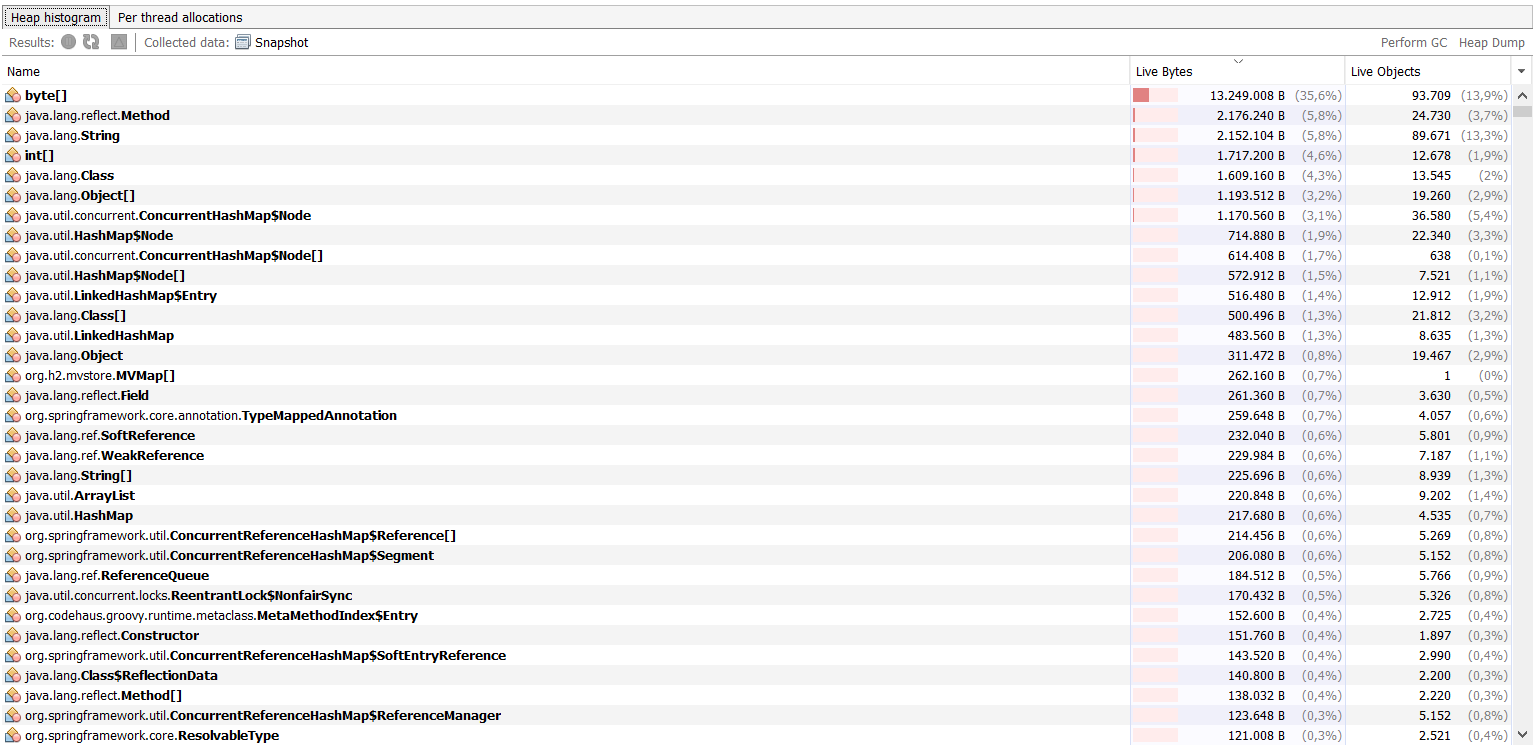 Heap histogram Per thread allocations
Results: Collected data: Snapshot Perform GC Heap Dump
Name Live Bytes Live Objects
byte[] 13.249.008 B (35,6%) 93.709 (13,9%)
java.lang.reflect.Method 2.176.240 B (5,8%) 24.730 (3,7%)
java.lang.String 2.152.104 B (5,8%) 89.671 (13,3%)
int[] 1.717.200 B (4,6%) 12.678 (1,9%)
java.lang.Class 1.609.160 B (4,3%) 13.545 (2%)
java.lang.Object[] 1.193.512 B (3,2%) 19.260 (2,9%)
java.util.concurrent.ConcurrentHashMap$Node 1.170.560 B (3,1%) 36.580 (5,4%)
java.util.HashMap$Node 714.880 B (1,9%) 22.340 (3,3%)
java.util.concurrent.ConcurrentHashMap$Node[] 614.408 B (1,7%) 638 (0,1%)
java.util.HashMap$Node[] 572.912 B (1,5%) 7.521 (1,1%)
java.util.LinkedHashMap$Entry 516.480 B (1,4%) 12.912 (1,9%)
java.lang.Class[] 500.496 B (1,3%) 21.812 (3,2%)
java.util.LinkedHashMap 483.560 B (1,3%) 8.635 (1,3%)
java.lang.Object 311.472 B (0,8%) 19.467 (2,9%)
org.h2.mvstore.MVMap[] 262.160 B (0,7%) 1 (0%)
java.lang.reflect.Field 261.360 B (0,7%) 3.630 (0,5%)
org.springframework.core.annotation.TypeMappedAnnotation 259.648 B (0,7%) 4.057 (0,6%)
java.lang.ref.SoftReference 232.040 B (0,6%) 5.801 (0,9%)
java.lang.ref.WeakReference 229.984 B (0,6%) 7.187 (1,1%)
java.lang.String[] 225.696 B (0,6%) 8.939 (1,3%)
java.util.ArrayList 220.848 B (0,6%) 9.202 (1,4%)
java.util.HashMap 217.680 B (0,6%) 4.535 (0,7%)
org.springframework.util.ConcurrentReferenceHashMap$Reference[] 214.456 B (0,6%) 5.269 (0,8%)
org.springframework.util.ConcurrentReferenceHashMap$Segment 206.080 B (0,6%) 5.152 (0,8%)
java.lang.ref.ReferenceQueue 184.512 B (0,5%) 5.766 (0,9%)
java.util.concurrent.locks.ReentrantLock$NonfairSync 170.432 B (0,5%) 5.326 (0,8%)
org.codehaus.groovy.runtime.metaclass.MetaMethodIndex$Entry 152.600 B (0,4%) 2.725 (0,4%)
java.lang.reflect.Constructor 151.760 B (0,4%) 1.897 (0,3%)
org.springframework.util.ConcurrentReferenceHashMap$SoftEntryReference 143.520 B (0,4%) 2.990 (0,4%)
java.lang.Class$ReflectionData 140.800 B (0,4%) 2.200 (0,3%)
java.lang.reflect.Method[] 138.032 B (0,4%) 2.220 (0,3%)
org.springframework.util.ConcurrentReferenceHashMap$ReferenceManager 123.648 B (0,3%) 5.152 (0,8%)
org.springframework.core.ResolvableType 121.008 B (0,3%) 2.521 (0,4%)